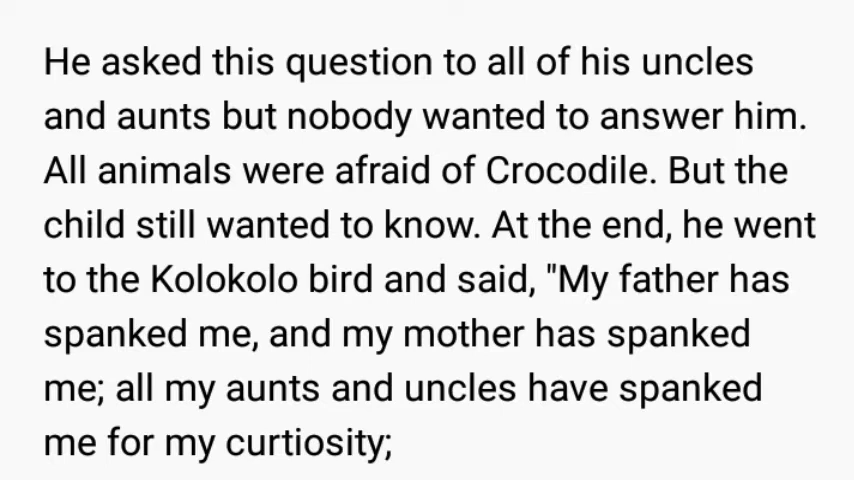 He asked this question to all of his uncles
and aunts but nobody wanted to answer him.
All animals were afraid of Crocodile. But the
child still wanted to know. At the end, he went
to the Kolokolo bird and said, "My father has
spanked me, and my mother has spanked
me; all my aunts and uncles have spanked
me for my curtiosity;